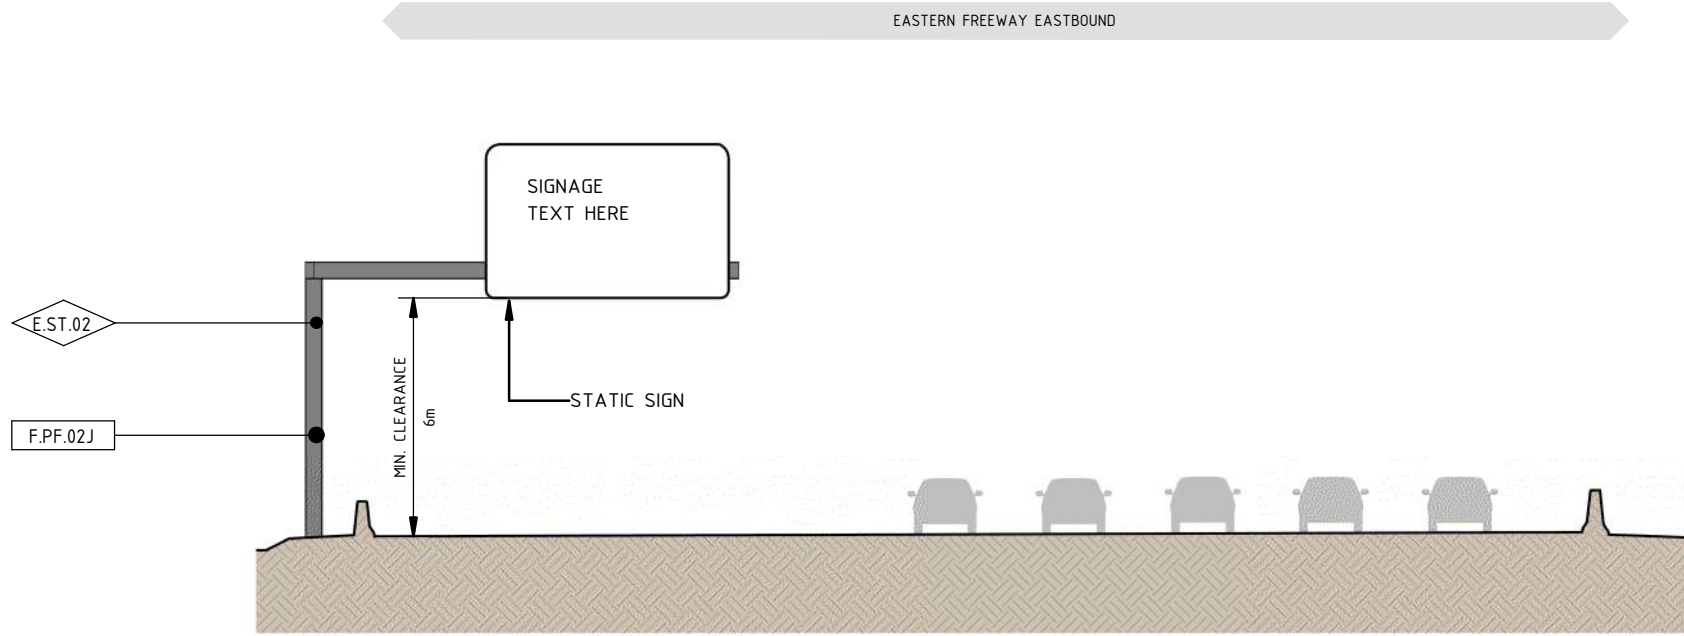 EASTERN FREEWAY EASTBOUND
SIGNAGE
TEXT HERE
E.ST.02
MIN. CLEARANCE
6m
STATIC SIGN
F.PF.02J